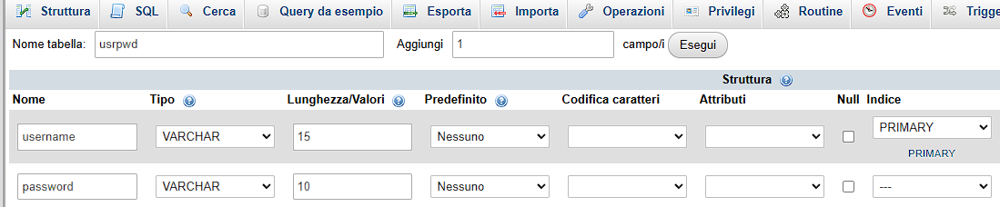 Struttura SQL Cerca Query da esempio Esporta Importa Operazioni Privilegi Routine Eventi Trigge
Nome tabella: usrpwd Aggiungi 1 campo/i Esegui
Struttura
Nome Tipo Lunghezza/Valori Predefinito Codifica caratteri Attributi Null Indice
username VARCHAR 15 Nessuno PRIMARY
PRIMARY
password VARCHAR 10 Nessuno ---